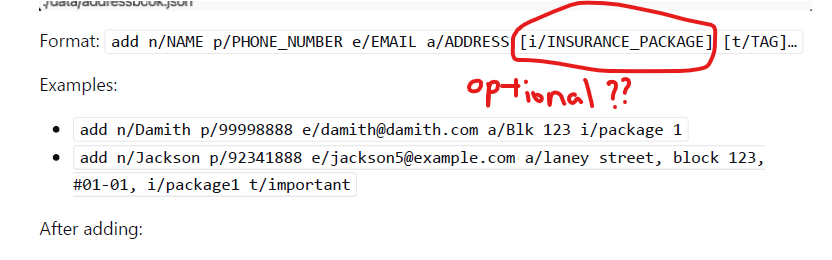 ./data/addressbook.json
Format: add n/NAME p/PHONE_NUMBER e/EMAIL a/ADDRESS [i/INSURANCE_PACKAGE] [t/TAG]…
optional ??
Examples:
• add n/Damith p/99998888 e/damith@damith.com a/Blk 123 i/package 1
• add n/Jackson p/92341888 e/jackson5@example.com a/laney street, block 123,
#01-01, i/package1 t/important
After adding: